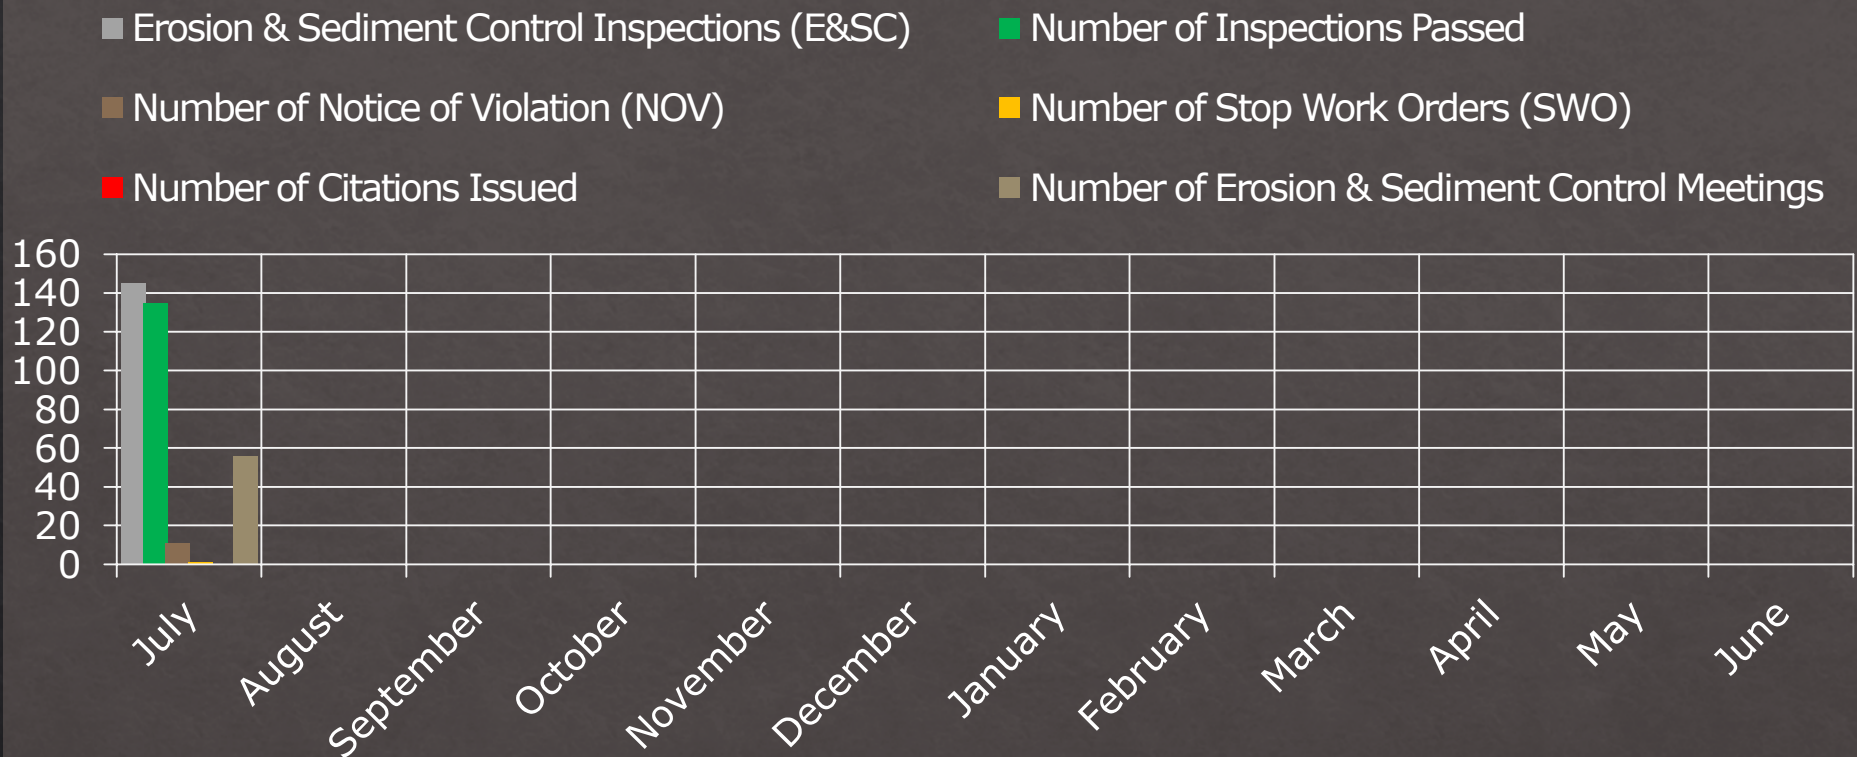 Erosion & Sediment Control Inspections (E&SC)
Number of Inspections Passed
Number of Notice of Violation (NOV)
Number of Stop Work Orders (SWO)
Number of Citations Issued
Number of Erosion & Sediment Control Meetings
160
140
120
100
80
60
40
20
0
July
August
September
October
November
December
January
February
March
April
May
June